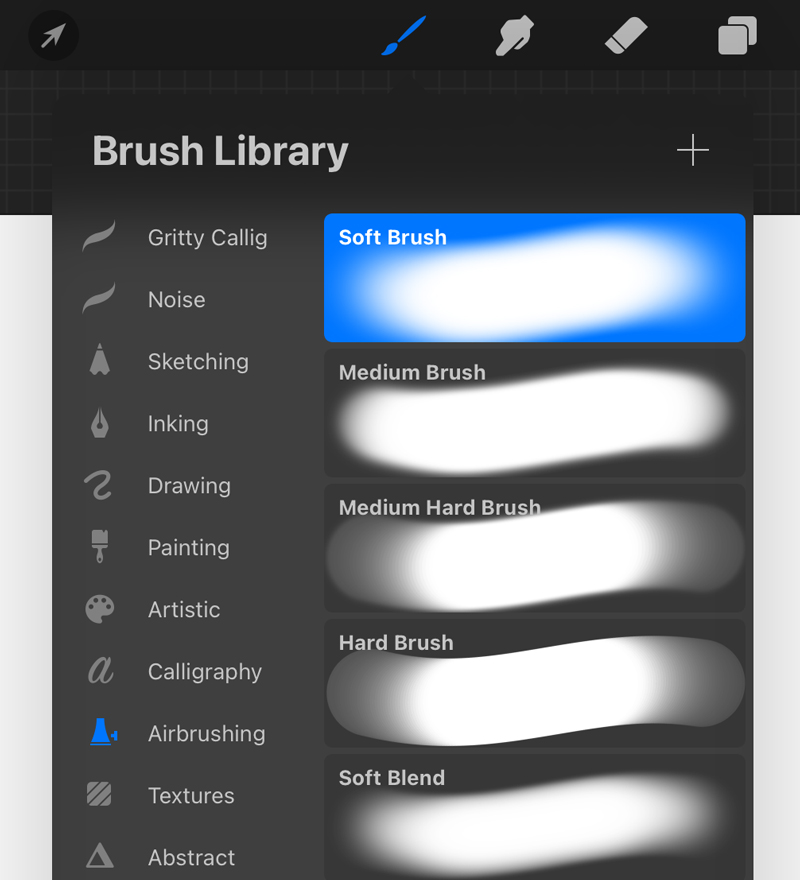 Brush Library
Gritty Callig
Noise
Sketching
Inking
Drawing
Painting
Artistic
Calligraphy
Airbrushing
Textures
Abstract
Soft Brush
Medium Brush
Medium Hard Brush
Hard Brush
Soft Blend